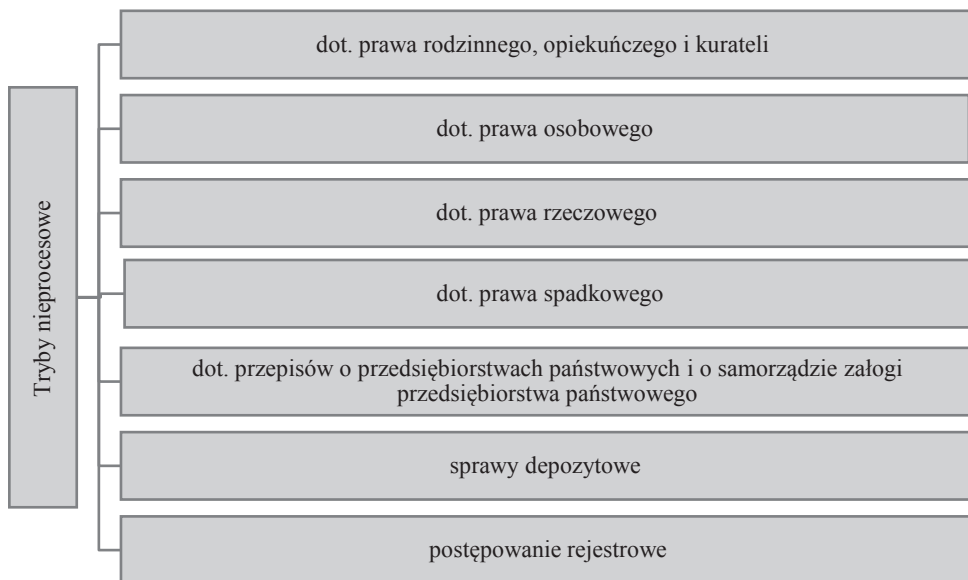 Tryby nieprocesowe
dot. prawa rodzinnego, opiekuńczego i kurateli
dot. prawa osobowego
dot. prawa rzeczowego
dot. prawa spadkowego
dot. przepisów o przedsiębiorstwach państwowych i o samorządzie załogi
przedsiębiorstwa państwowego
sprawy depozytowe
postępowanie rejestrowe